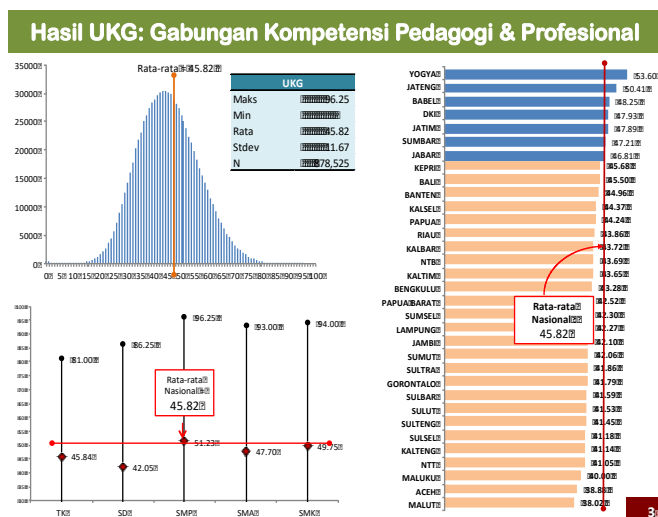 Hasil UKG: Gabungan Kompetensi Pedagogi & Profesional
Rata-rata= 45.82
35000
30000
25000
20000
15000
10000
5000
0
0 5 10 15 20 25 30 35 40 45 50 55 60 65 70 75 80 85 90 95 100
UKG
Maks 96.25
Min
Rata 45.82
Stdev 11.67
N 878,525
81.00
86.25
96.25
93.00
94.00
Rata-rata
Nasional=
45.82
45.84
42.05
51.23
47.70
49.75
TK SD SMP SMA SMK
YOGYA 53.60
JATENG 50.41
BABEL 48.25
DKI 47.93
JATIM 47.89
SUMBAR 47.21
JABAR 46.81
KEPRI 45.68
BALI 45.50
BANTEN 44.96
KALSEL 44.37
PAPUA 44.24
RIAU 43.86
KALBAR 43.72
NTB 43.69
KALTIM 43.65
BENGKULU 43.28
PAPUA BARAT 42.52
SUMSEL 42.30
LAMPUNG 42.27
JAMBI 42.10
SUMUT 42.06
SULTRA 41.86
GORONTALO 41.79
SULBAR 41.59
SULUT 41.53
SULTENG 41.45
SULSEL 41.18
KALTENG 41.14
NTT 41.05
MALUKU 40.00
ACEH 38.88
MALUT 38.02
Rata-rata
Nasional
45.82
3